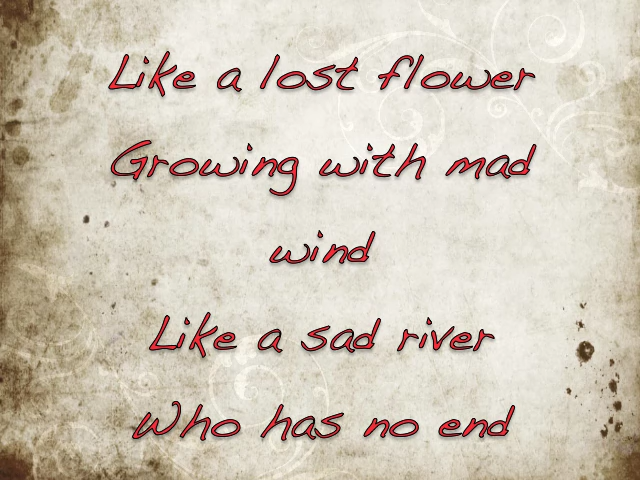 Like a lost flower
Growing with mad
wind
Like a sad river
Who has no end